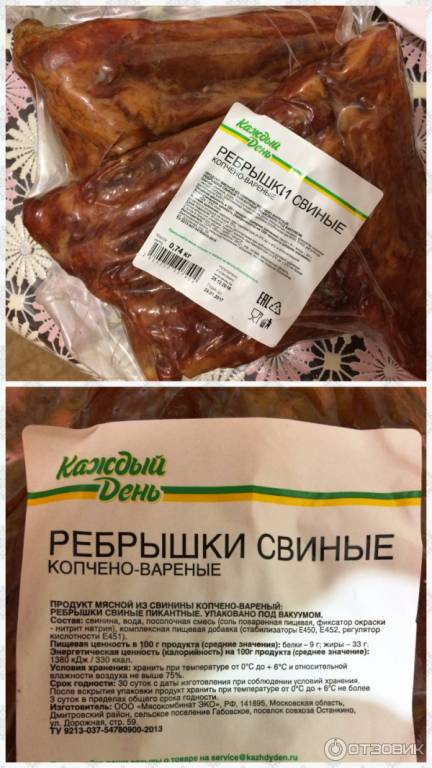 Каждый
День
РЕБРЫШКИ СВИНЫЕ
КОПЧЕНО-ВАРЕНЫЕ
0.74 кг
ЕАС
Каждый
День
РЕБРЫШКИ СВИНЫЕ
КОПЧЕНО-ВАРЕНЫЕ
ПРОДУКТ МЯСНОЙ ИЗ СВИНИНЫ КОПЧЕНО-ВАРЕНЫЙ:
РЕБРЫШКИ СВИНЫЕ ПИКАНТНЫЕ. УПАКОВАНО ПОД ВАКУУМОМ.
Состав: свинина, вода, посолочная смесь (соль поваренная пищевая, фиксатор окраски
- нитрит натрия), комплексная пищевая добавка (стабилизаторы Е450, Е452, регулятор
кислотности Е451).
Пищевая ценность в 100 г продукта (средние значения): белки – 9 г; жиры – 33 г.
Энергетическая ценность (калорийность) на 100г продукта (среднее значение):
1380 кДж / 330 ккал.
Условия хранения: хранить при температуре от 0°С до + 6°С и относительной
влажности воздуха не выше 75%.
Срок годности: 30 суток с даты изготовления при соблюдении условий хранения.
После вскрытия упаковки продукт хранить при температуре от 0°С до + 6°С не более
3 суток в пределах общего срока годности.
Изготовитель: ООО «Мясокомбинат ЭКО», РФ, 141895, Московская область,
Дмитровский район, сельское поселение Габовское, поселок совхоза Останкино,
ул. Дорожная, стр. 59.
ТУ 9213-037-54780900-2013
о товаре на service@kazhdyden.ru
ОТЗОВИК